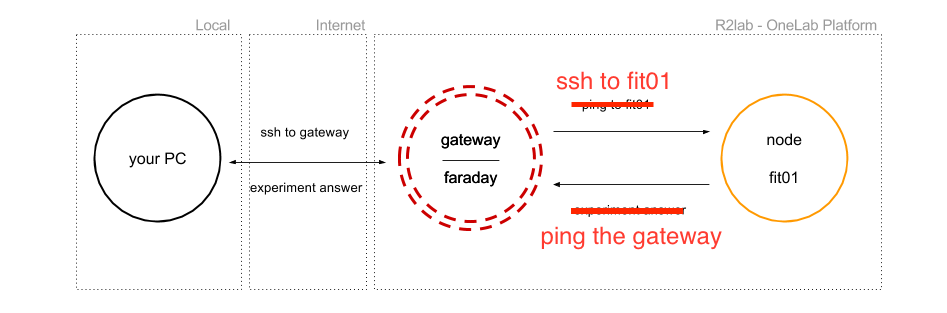 Local
Internet
R2lab - OneLab Platform
ssh to fit01
ping to fit01
ssh to gateway
your PC
gateway
faraday
node
fit01
experiment answer
experiment answer
ping the gateway